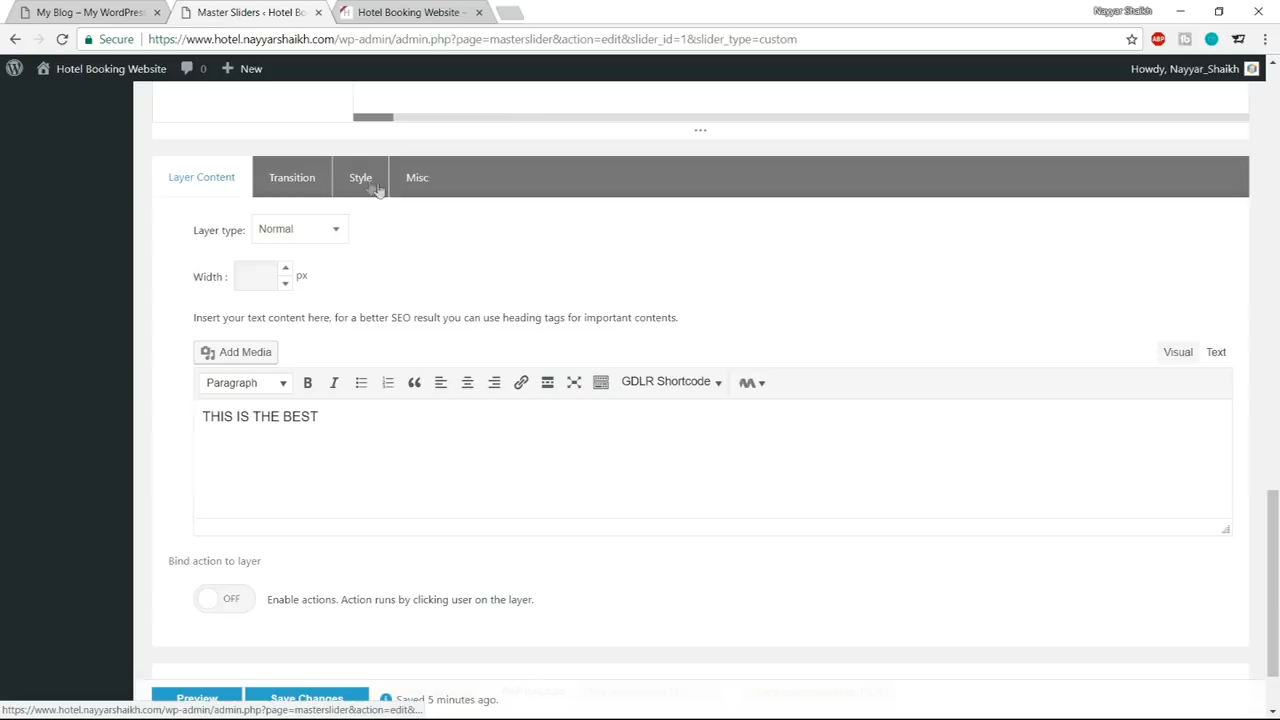 My Blog – My WordPres
Master Sliders ‹ Hotel Bo
Hotel Booking Website –
Nayyar Shaikh
Secure
https://www.hotel.nayyarshaikh.com/wp-admin/admin.php?page=masterslider&action=edit&slider_id=1&slider_type=custom
ABP
Hotel Booking Website
0
New
Howdy, Nayyar_Shaikh
Layer Content
Transition
Style
Misc
Layer type:
Normal
Width :
px
Insert your text content here, for a better SEO result you can use heading tags for important contents.
Add Media
Visual
Text
Paragraph
B
I
GDLR Shortcode
THIS IS THE BEST
Bind action to layer
OFF
Enable actions. Action runs by clicking user on the layer.
Preview
Save Changes
Saved 5 minutes ago.
https://www.hotel.nayyarshaikh.com/wp-admin/admin.php?page=masterslider&action=edit&...